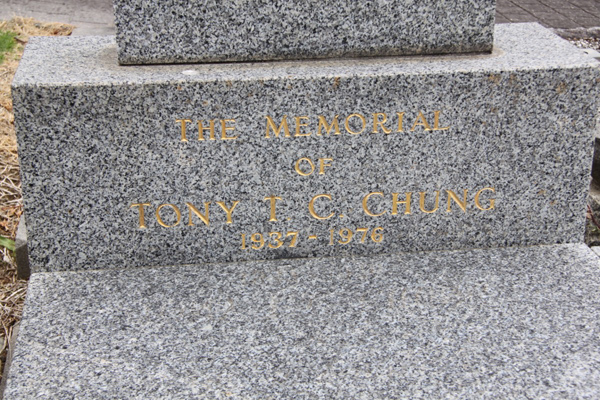 THE MEMORIAL
OF
TONY T. C. CHUNG
1937 - 1976